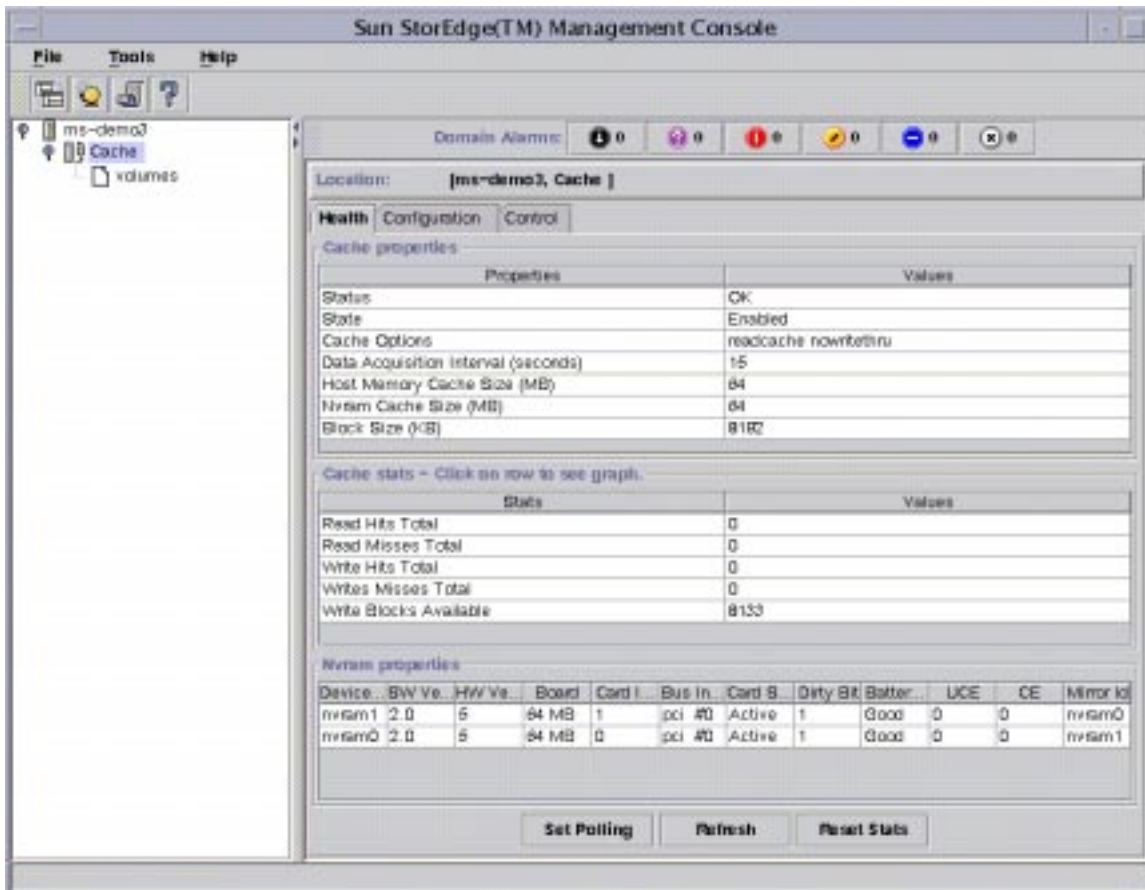 Sun StorEdge(TM) Management Console
File Tools Help
ms-demo3
Cache
volumes
Domain Alarms: 0 0 0 0 0 0
Location: [ms-demo3, Cache ]
Health Configuration Control
Cache properties
Properties Values
Status OK
State Enabled
Cache Options readcache nowritethru
Data Acquisition Interval (seconds) 15
Host Memory Cache Size (MB) 64
Nvram Cache Size (MB) 64
Block Size (KB) 8192
Cache stats - Click on row to see graph.
Stats Values
Read Hits Total 0
Read Misses Total 0
Write Hits Total 0
Writes Misses Total 0
Write Blocks Available 8133
Nvram properties
Device... BW Ve... HW Ve... Board Card I... Bus In... Card B... Dirty Bit Batter... UCE CE Mirror Id
nvram1 2.0 5 64 MB 1 pci #0 Active 1 Good 0 0 nvram0
nvram0 2.0 5 64 MB 0 pci #0 Active 1 Good 0 0 nvram1
Set Polling Refresh Reset Stats